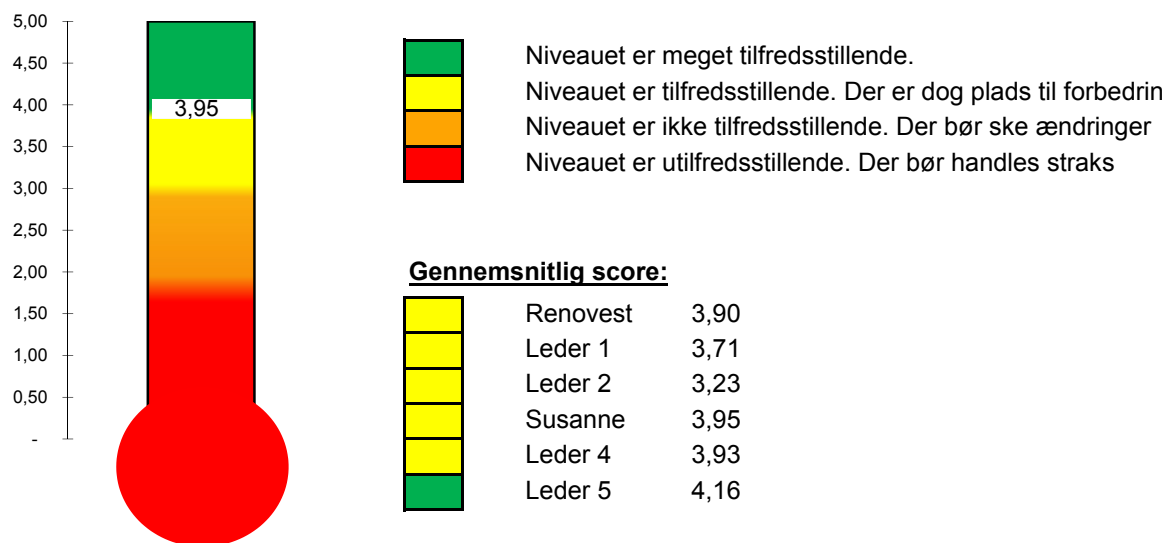 5,00
4,50
4,00
3,50
3,00
2,50
2,00
1,50
1,00
0,50
-
3,95
Niveauet er meget tilfredsstillende.
Niveauet er tilfredsstillende. Der er dog plads til forbedrin
Niveauet er ikke tilfredsstillende. Der bør ske ændringer
Niveauet er utilfredsstillende. Der bør handles straks
Gennemsnitlig score:
Renovest 3,90
Leder 1 3,71
Leder 2 3,23
Susanne 3,95
Leder 4 3,93
Leder 5 4,16